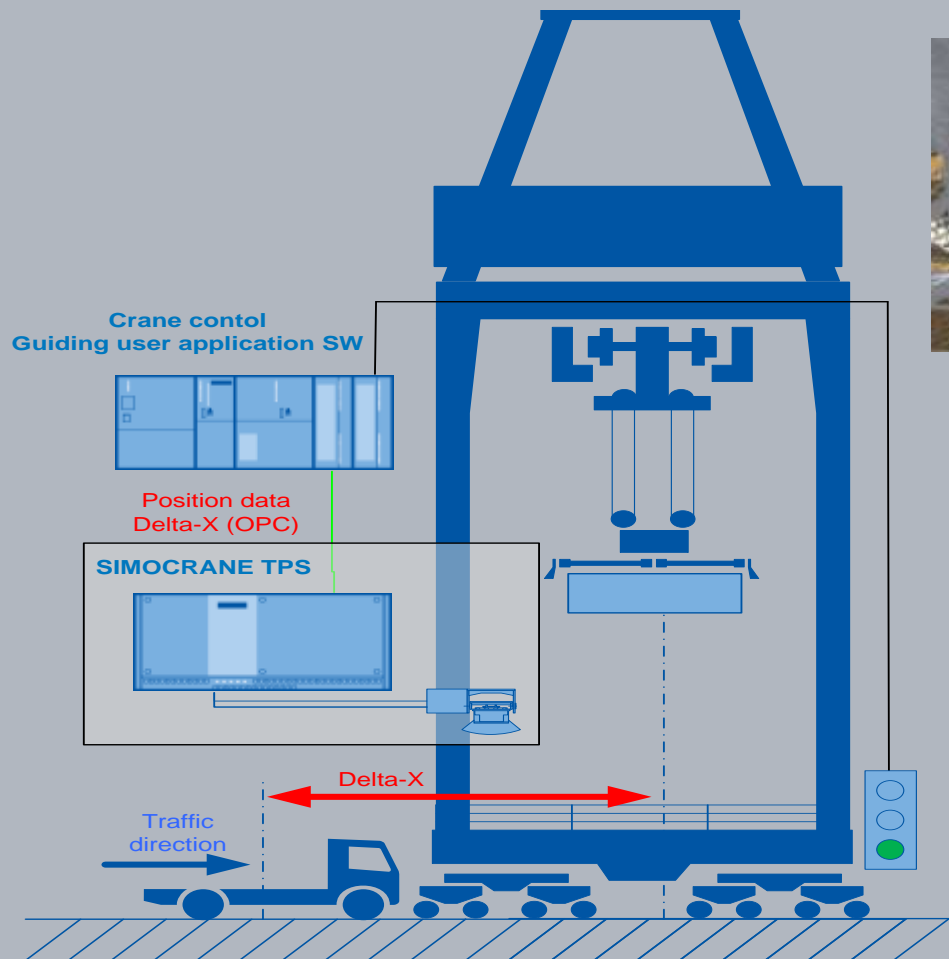 Crane contol
Guiding user application SW
Position data
Delta-X (OPC)
SIMOCRANE TPS
Delta-X
Traffic
direction